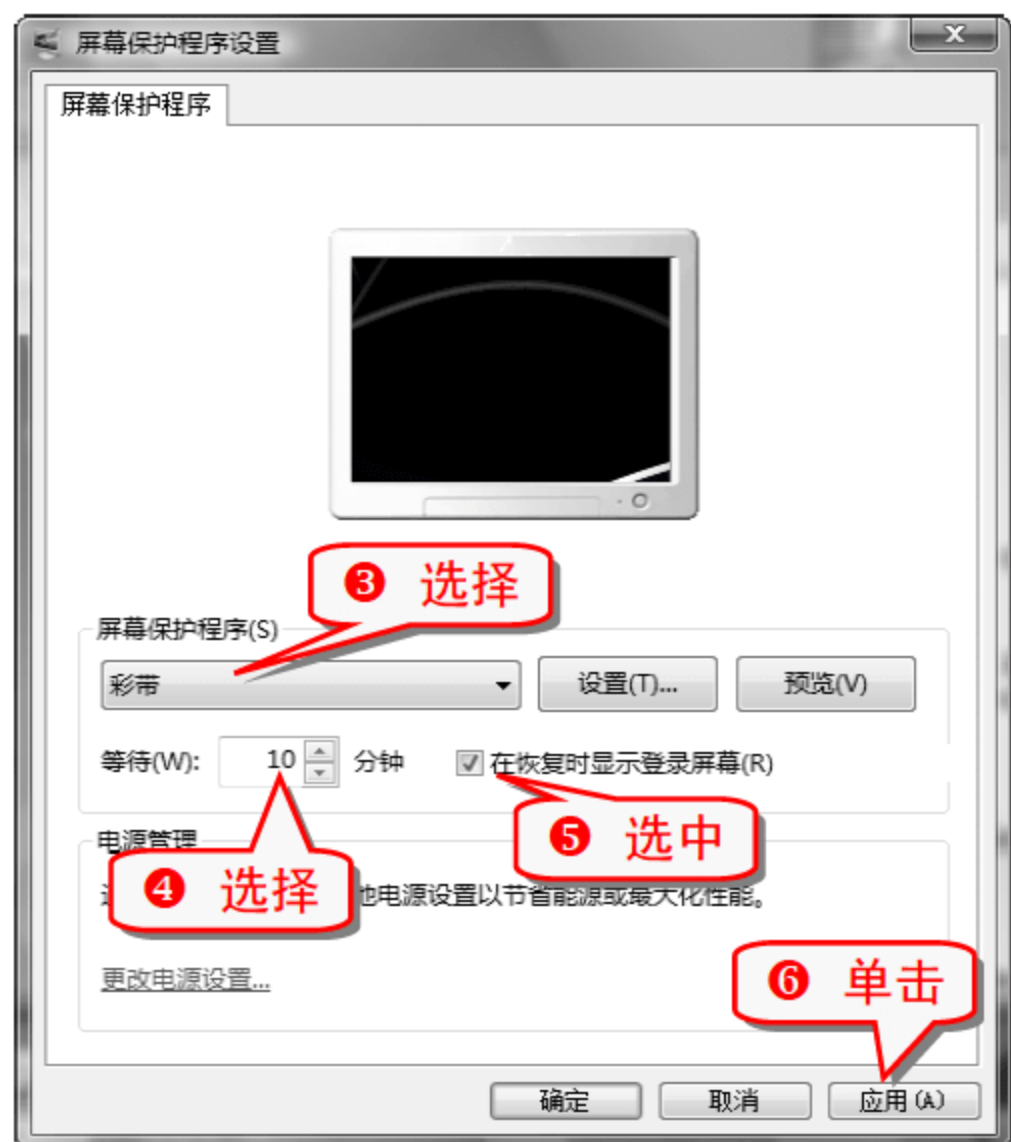 屏幕保护程序设置
屏幕保护程序
❸ 选择
屏幕保护程序(S)
彩带
设置(T)...
预览(V)
等待(W): 10 分钟
在恢复时显示登录屏幕(R)
❺ 选中
电源管理
❹ 选择
电源设置以节省能源或最大化性能。
更改电源设置...
❻ 单击
确定
取消
应用(A)